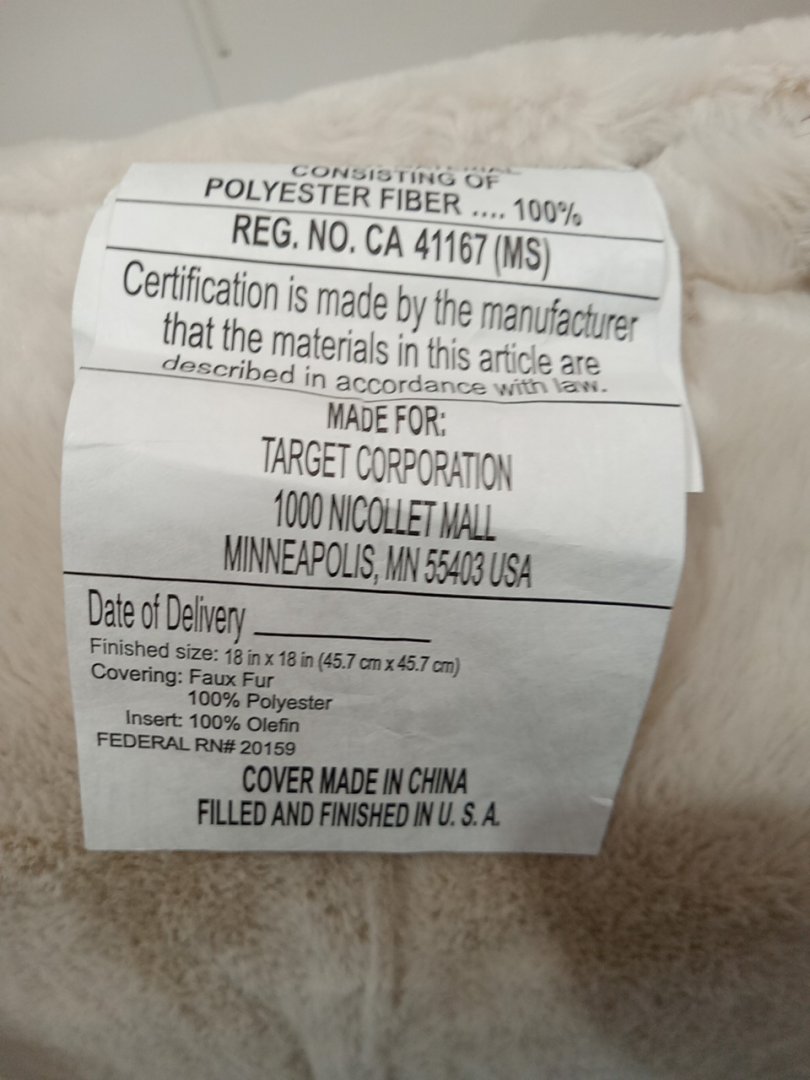 CONSISTING OF
POLYESTER FIBER .... 100%
REG. NO. CA 41167 (MS)
Certification is made by the manufacturer
that the materials in this article are
described in accordance with law.
MADE FOR:
TARGET CORPORATION
1000 NICOLLET MALL
MINNEAPOLIS, MN 55403 USA
Date of Delivery
Finished size: 18 in x 18 in (45.7 cm x 45.7 cm)
Covering: Faux Fur
100% Polyester
Insert: 100% Olefin
FEDERAL RN# 20159
COVER MADE IN CHINA
FILLED AND FINISHED IN U. S. A.